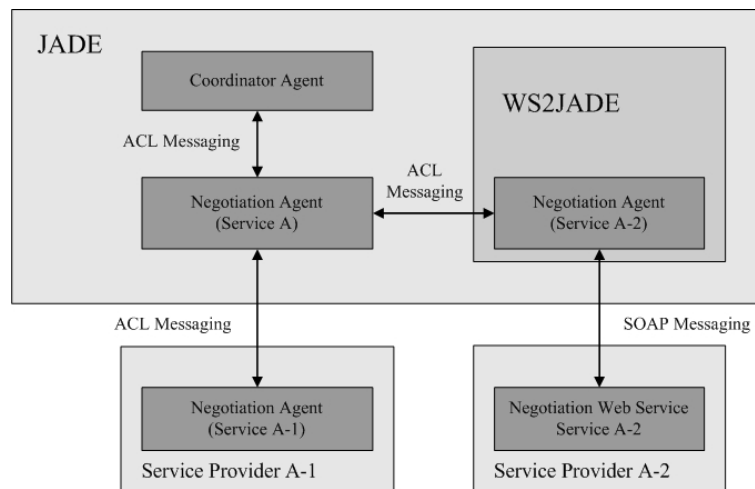 JADE
Coordinator Agent
WS2JADE
ACL Messaging
ACL
Messaging
Negotiation Agent
(Service A)
Negotiation Agent
(Service A-2)
ACL Messaging
SOAP Messaging
Negotiation Agent
(Service A-1)
Service Provider A-1
Negotiation Web Service
Service A-2
Service Provider A-2